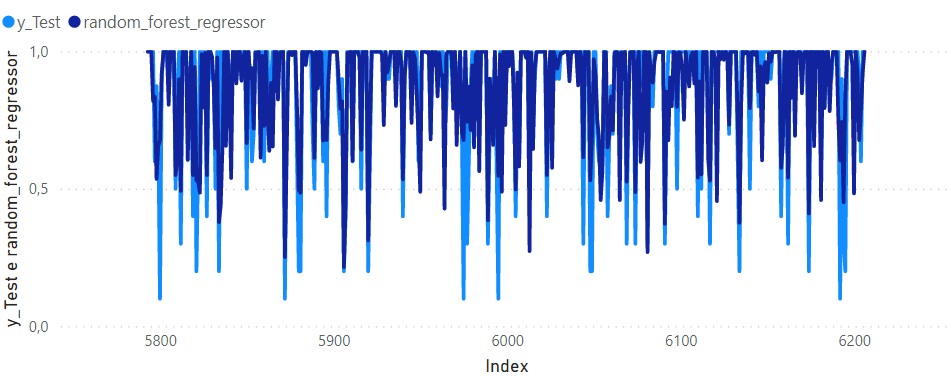 y_Test random_forest_regressor
y_Test e random_forest_regressor
1,0
0,5
0,0
5800 5900 6000 6100 6200
Index